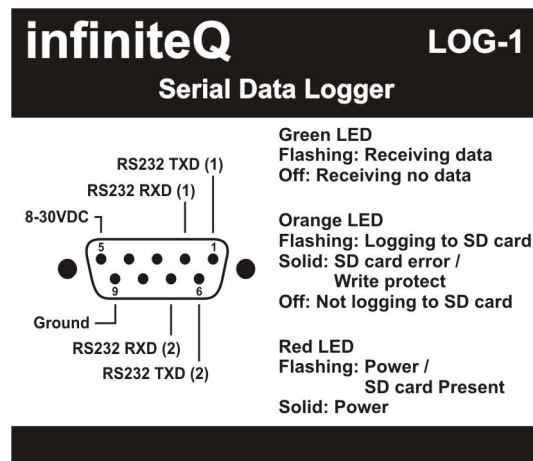 infiniteQ LOG-1
Serial Data Logger
RS232 TXD (1)
RS232 RXD (1)
8-30VDC
5 1
9 6
Ground
RS232 RXD (2)
RS232 TXD (2)
Green LED
Flashing: Receiving data
Off: Receiving no data
Orange LED
Flashing: Logging to SD card
Solid: SD card error /
Write protect
Off: Not logging to SD card
Red LED
Flashing: Power /
SD card Present
Solid: Power